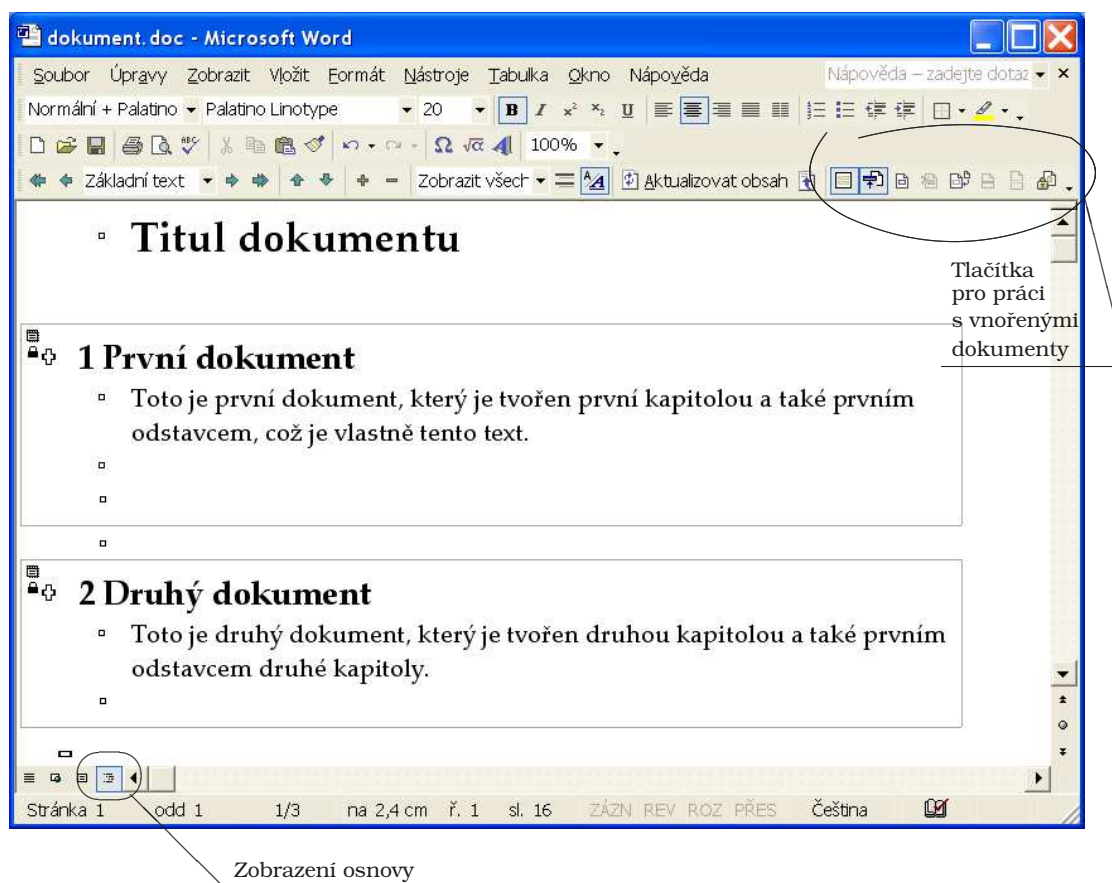 dokument.doc - Microsoft Word
Soubor Úpravy Zobrazit Vložit Formát Nástroje Tabulka Okno Nápověda Nápověda – zadejte dotaz
Normální + Palatino Palatino Linotype 20 B I x² x₂ U
Ω √α 100%
Základní text Zobrazit všech Aktualizovat obsah
Titul dokumentu
Tlačítka
pro práci
s vnořenými
dokumenty
1 První dokument
Toto je první dokument, který je tvořen první kapitolou a také prvním
odstavcem, což je vlastně tento text.
2 Druhý dokument
Toto je druhý dokument, který je tvořen druhou kapitolou a také prvním
odstavcem druhé kapitoly.
Stránka 1 odd 1 1/3 na 2,4 cm ř. 1 sl. 16 ZÁZN REV ROZ PŘES Čeština
Zobrazení osnovy